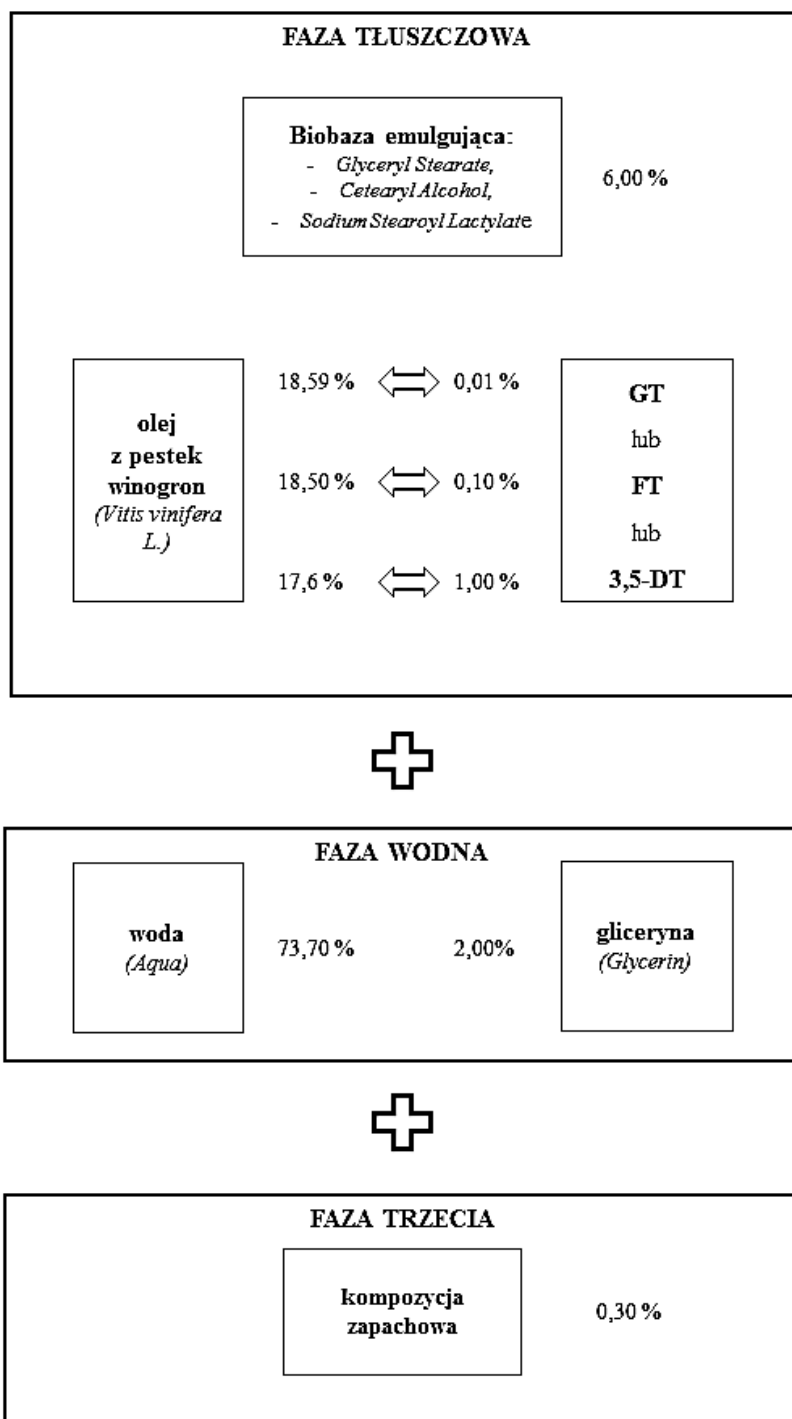 FAZA TŁUSZCZOWA
Biobaza emulgująca:
- Glyceryl Stearate,
- Cetearyl Alcohol,
- Sodium Stearoyl Lactylate
6,00 %
olej
z pestek
winogron
(Vitis vinifera
L.)
18,59 % 0,01 %
18,50 % 0,10 %
17,6 % 1,00 %
GT
lub
FT
lub
3,5-DT
FAZA WODNA
woda
(Aqua)
73,70 % 2,00%
gliceryna
(Glycerin)
FAZA TRZECIA
kompozycja
zapachowa
0,30 %